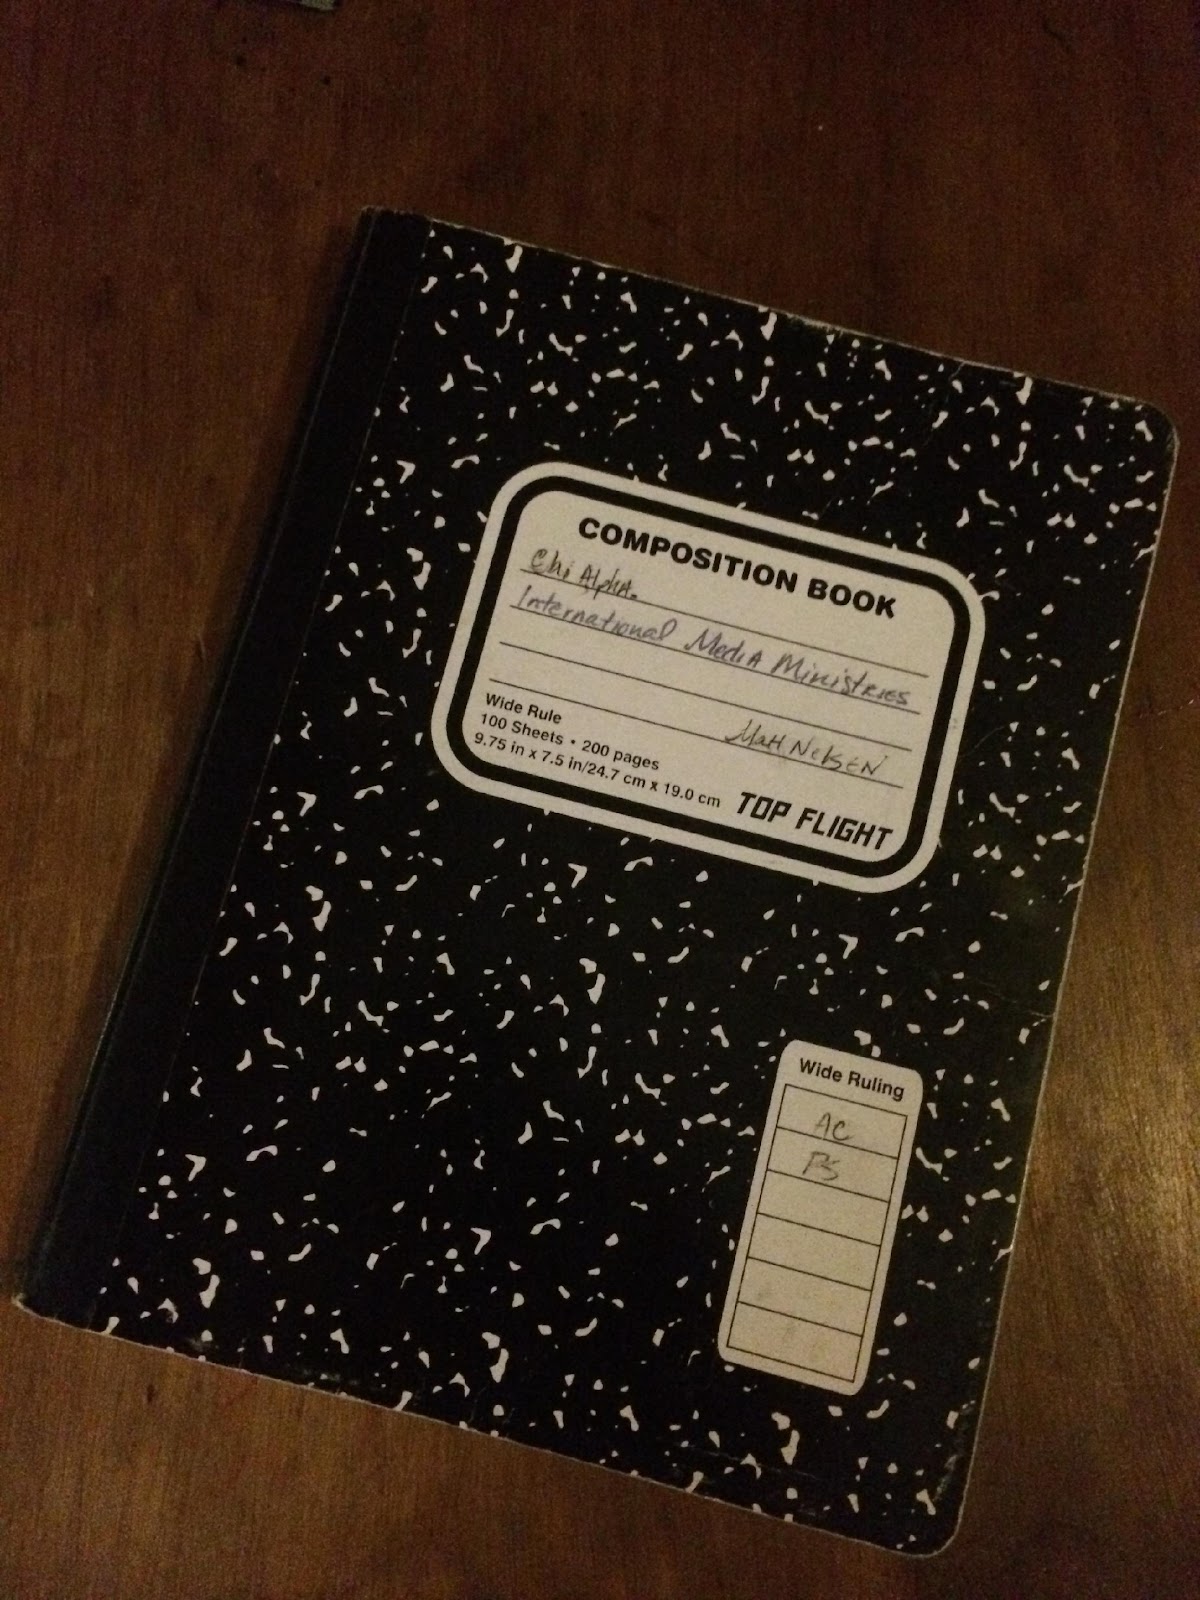 COMPOSITION BOOK
Chi Alpha.
International Media Ministries
Matt Nelsen
Wide Rule
100 Sheets • 200 pages
9.75 in x 7.5 in/24.7 cm x 19.0 cm
TOP FLIGHT
Wide Ruling
AC